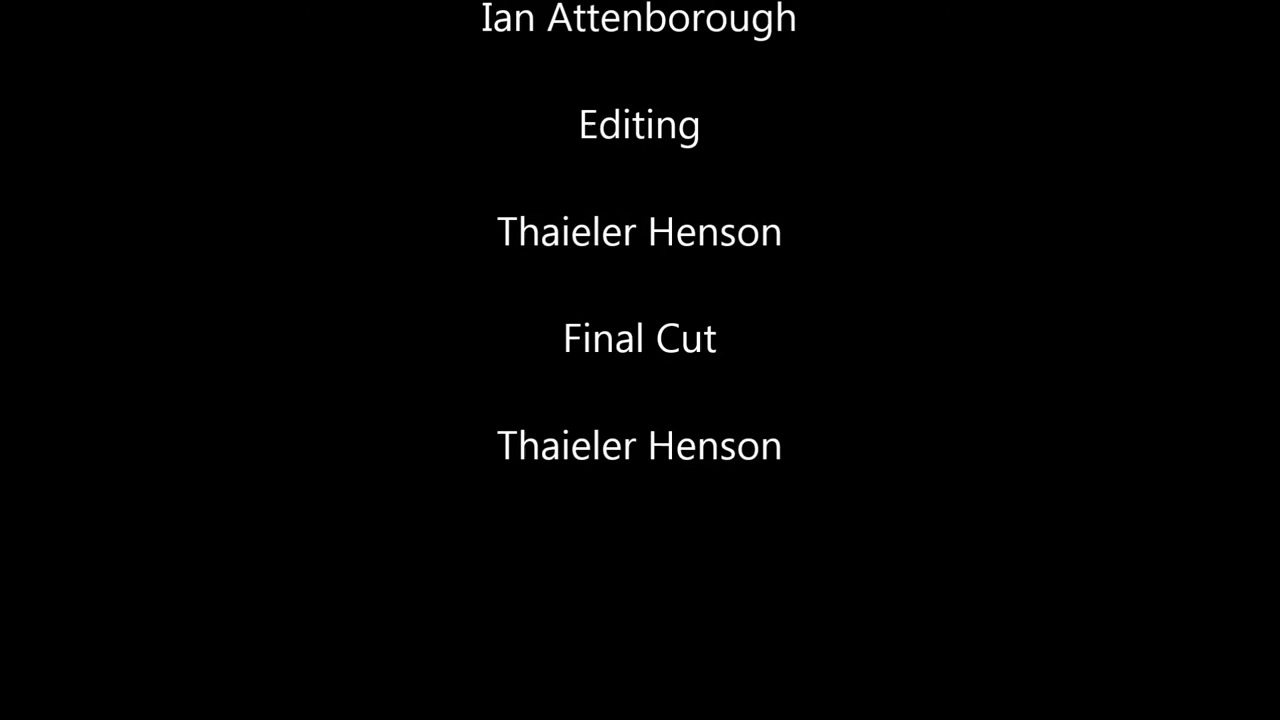 Ian Attenborough
Editing
Thaieler Henson
Final Cut
Thaieler Henson